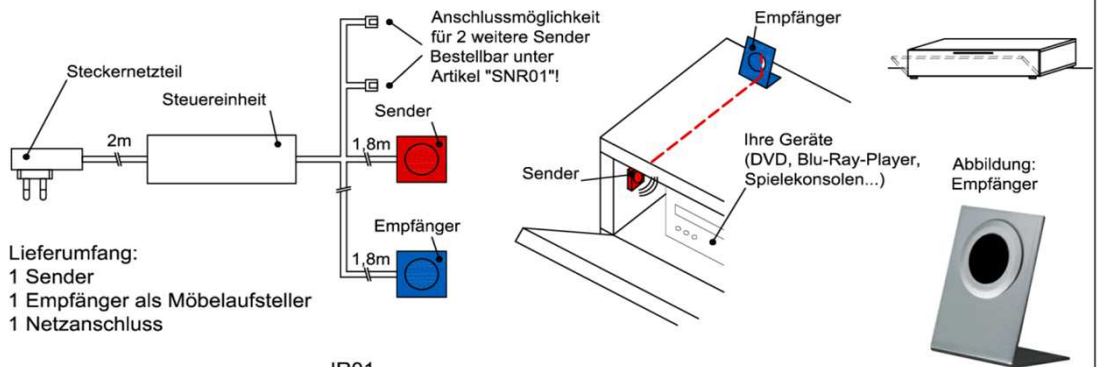 Anschlussmöglichkeit
für 2 weitere Sender
Bestellbar unter
Artikel "SNR01"!
Steckernetzteil
Steuereinheit
Sender
2m
1,8m
Empfänger
1,8m
Lieferumfang:
1 Sender
1 Empfänger als Möbelaufsteller
1 Netzanschluss
Empfänger
Sender
Ihre Geräte
(DVD, Blu-Ray-Player,
Spielekonsolen...)
Abbildung:
Empfänger
IR01